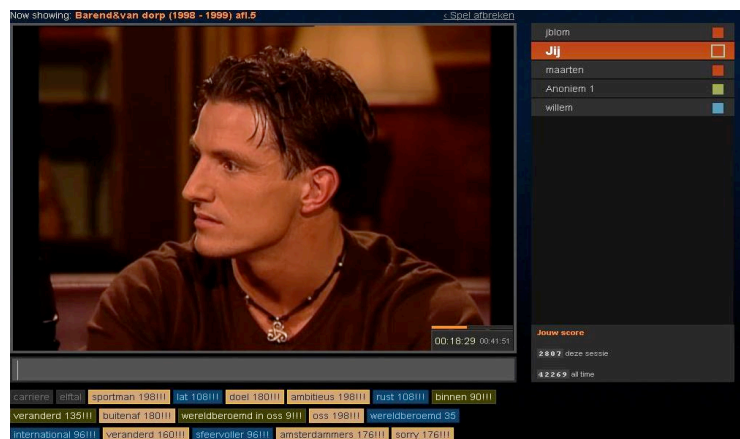 Now showing: Barend&van dorp (1998 - 1999) afl.5
‹ Spel afbreken
jblom
Jij
maarten
Anoniem 1
willem
00:18:29 00:41:51
Jouw score
2807 deze sessie
42269 all time
carriere elftal sportman 198!!! lat 108!!! doel 180!!! ambitieus 198!!! rust 108!!! binnen 90!!!
veranderd 135!!! buitenaf 180!!! wereldberoemd in oss 9!!! oss 198!!! wereldberoemd 35
international 96!!! veranderd 160!!! sfeervoller 96!!! amsterdammers 176!!! sorry 176!!!